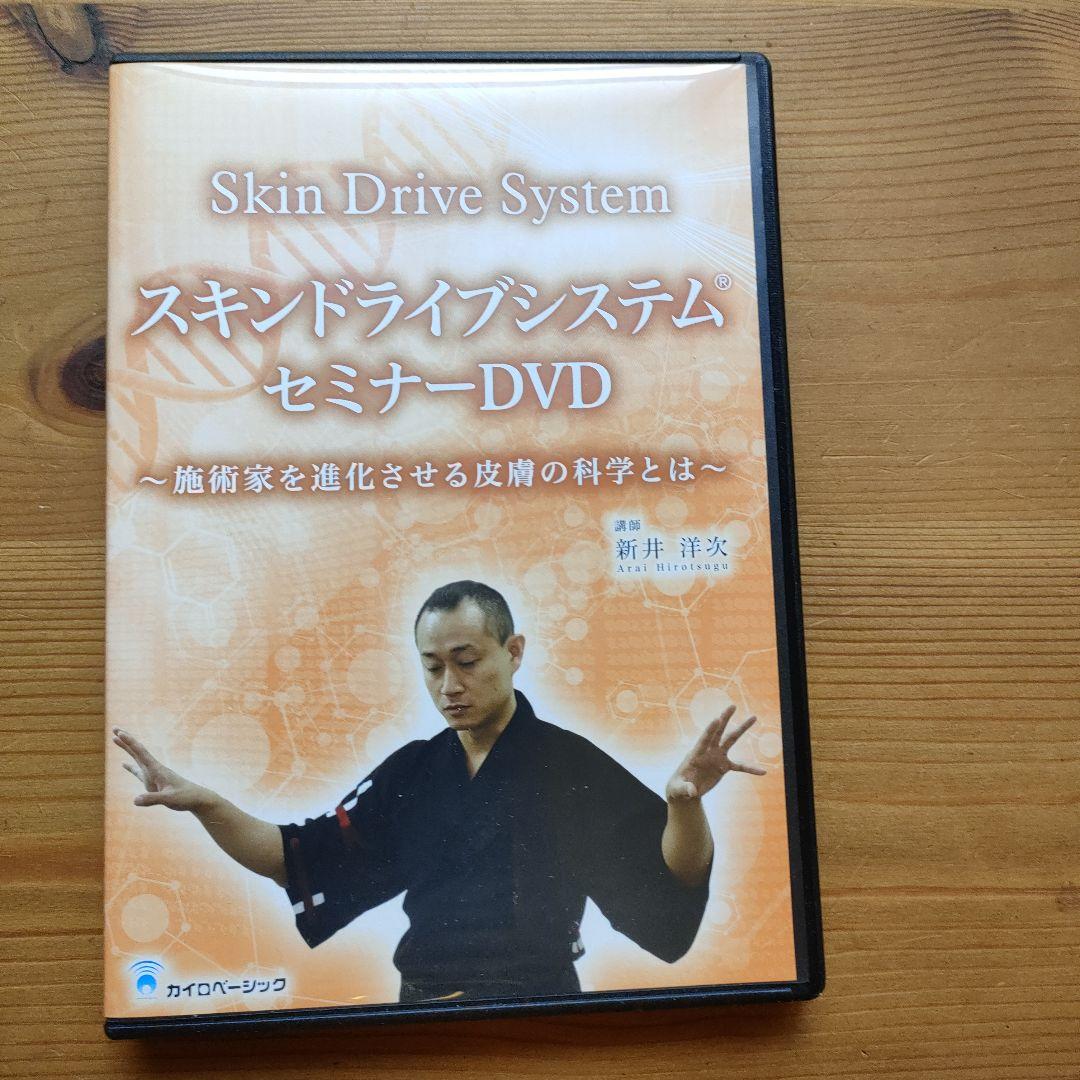 Skin Drive System
スキンドライブシステム®
セミナーDVD
～施術家を進化させる皮膚の科学とは～
講師
新井 洋次
Arai Hirotsugu
カイロベーシック